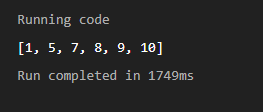 Running code
[1, 5, 7, 8, 9, 10]
Run completed in 1749ms